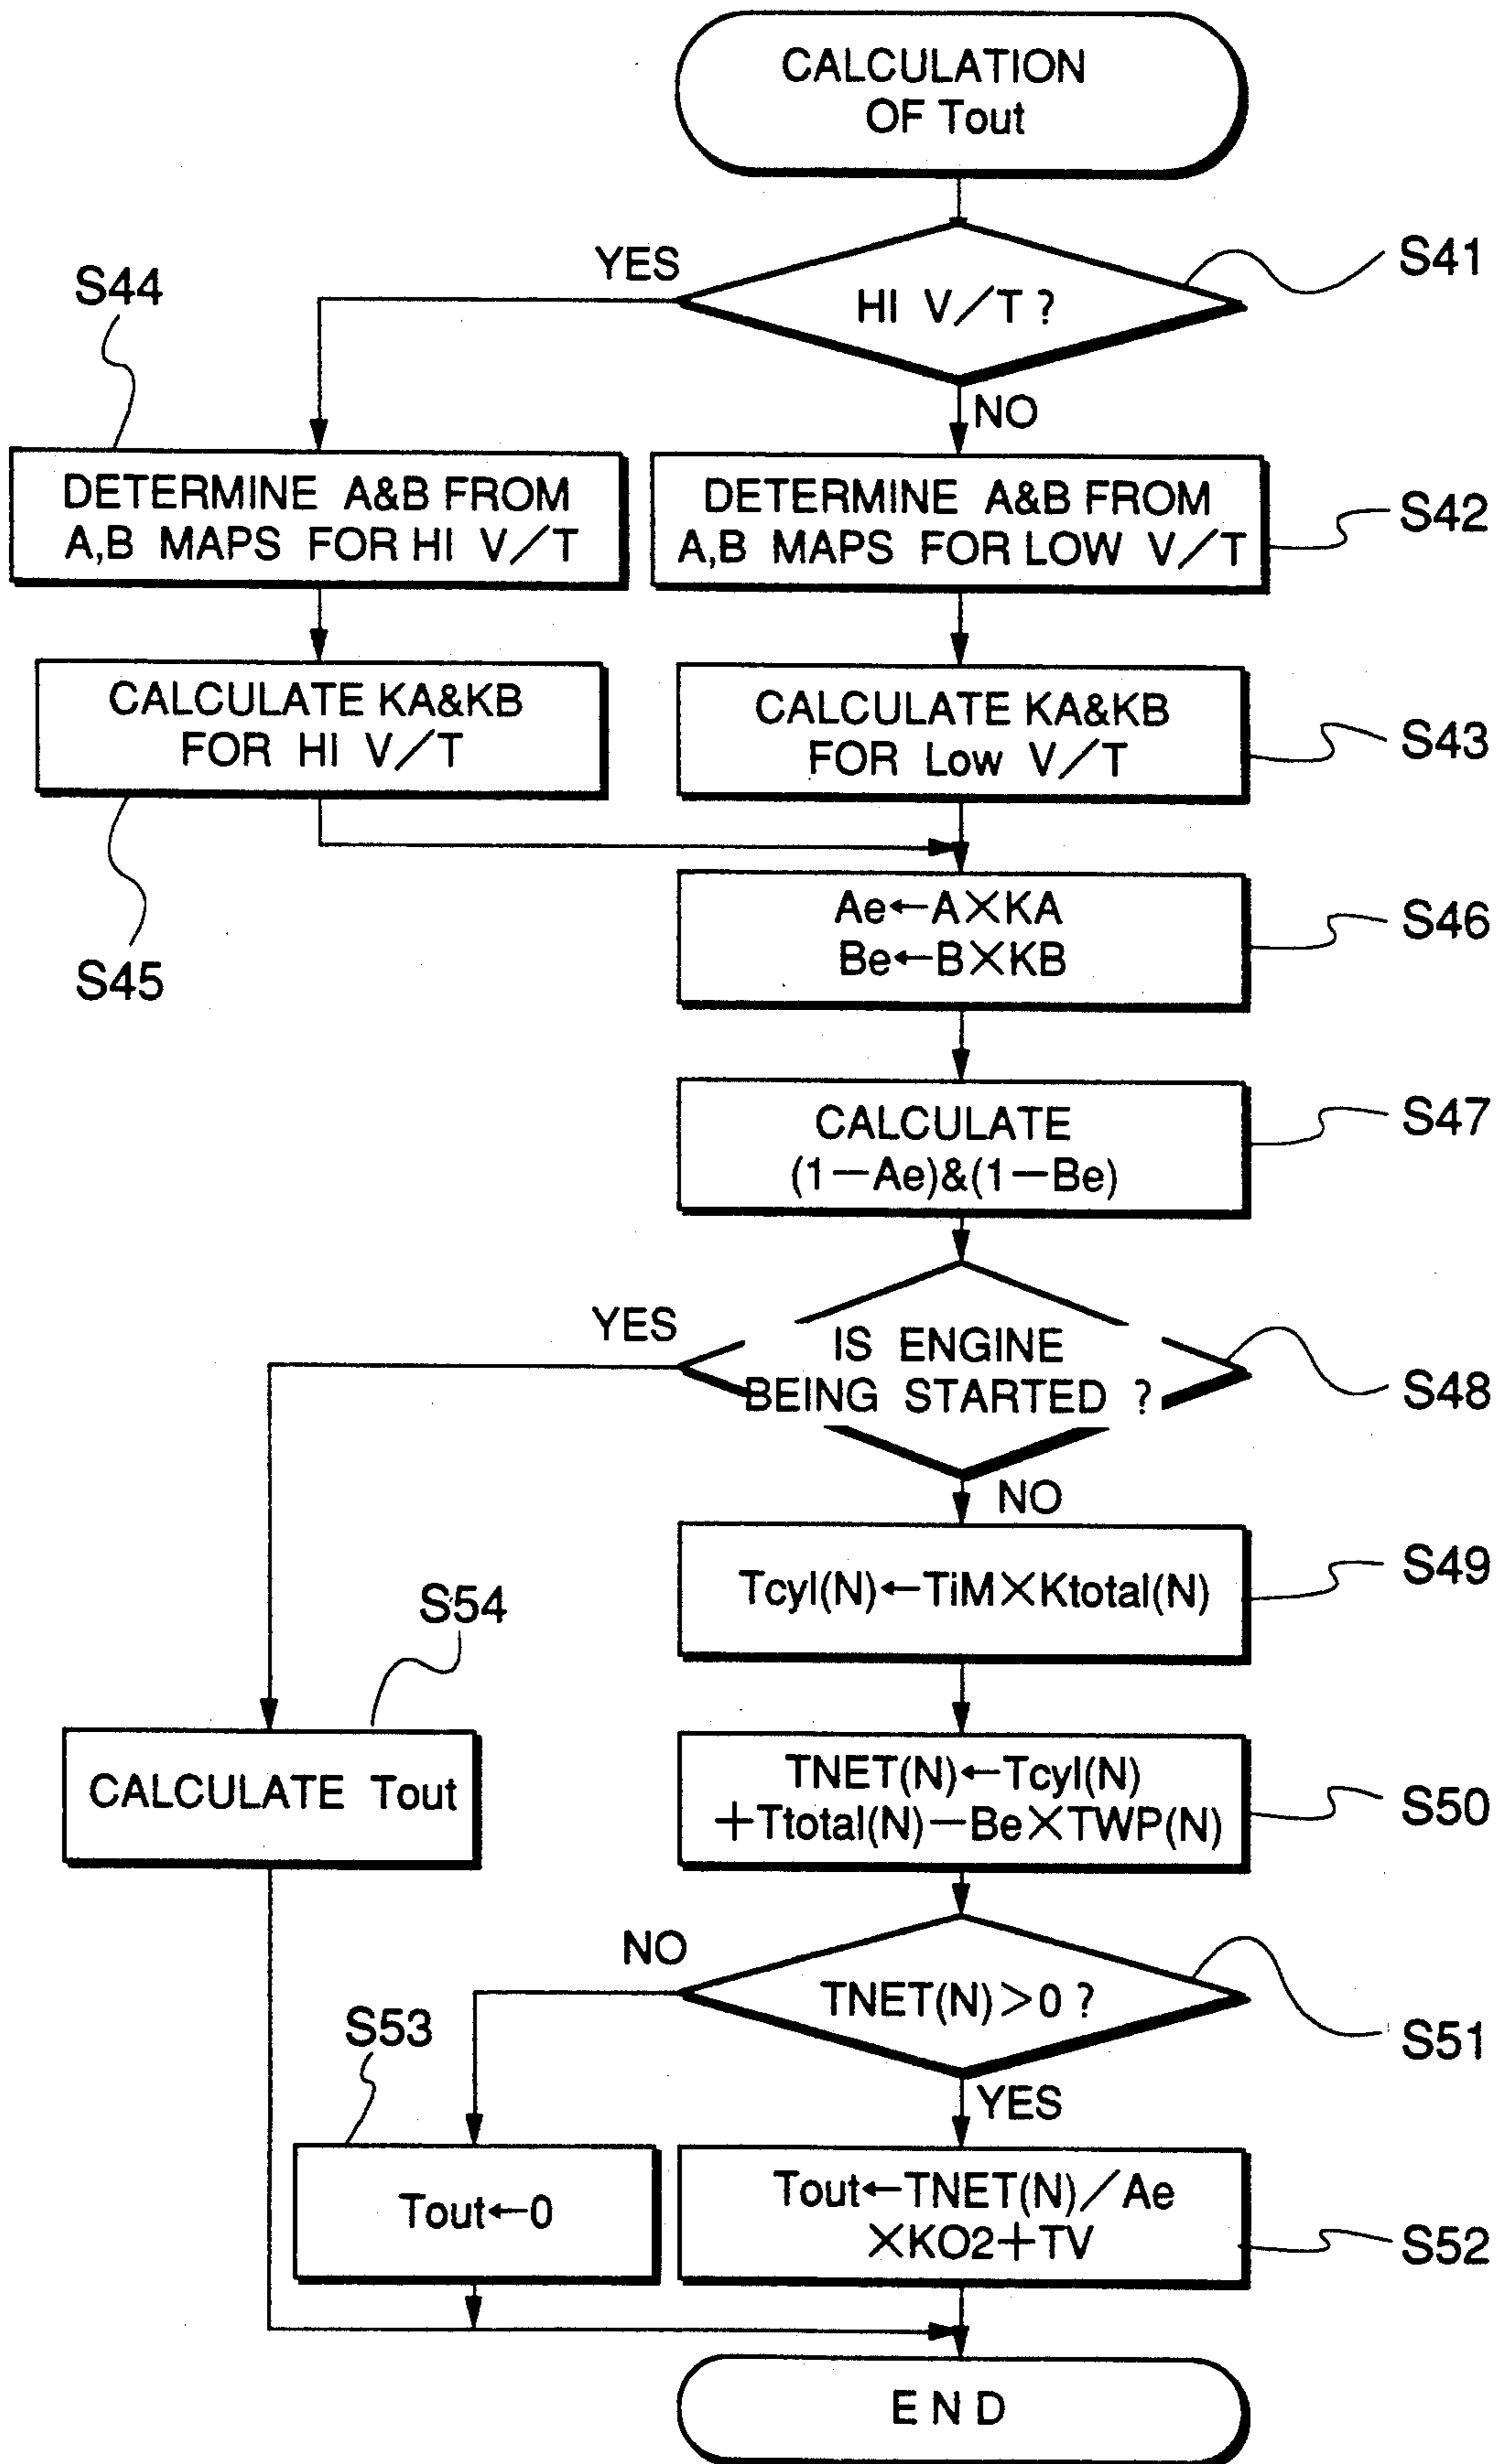 CALCULATION
OF Tout
S41
YES
HI V/T ?
S44
NO
DETERMINE A&B FROM
A,B MAPS FOR HI V/T
DETERMINE A&B FROM
A,B MAPS FOR LOW V/T
S42
CALCULATE KA&KB
FOR HI V/T
CALCULATE KA&KB
FOR Low V/T
S43
S45
Ae←A×KA
Be←B×KB
S46
CALCULATE
(1−Ae)&(1−Be)
S47
YES
IS ENGINE
BEING STARTED ?
S48
NO
Tcyl(N)←TiM×Ktotal(N)
S49
S54
CALCULATE Tout
TNET(N)←Tcyl(N)
+Ttotal(N)−Be×TWP(N)
S50
NO
TNET(N)>0 ?
S51
S53
YES
Tout←0
Tout←TNET(N)/Ae
×KO2+TV
S52
END